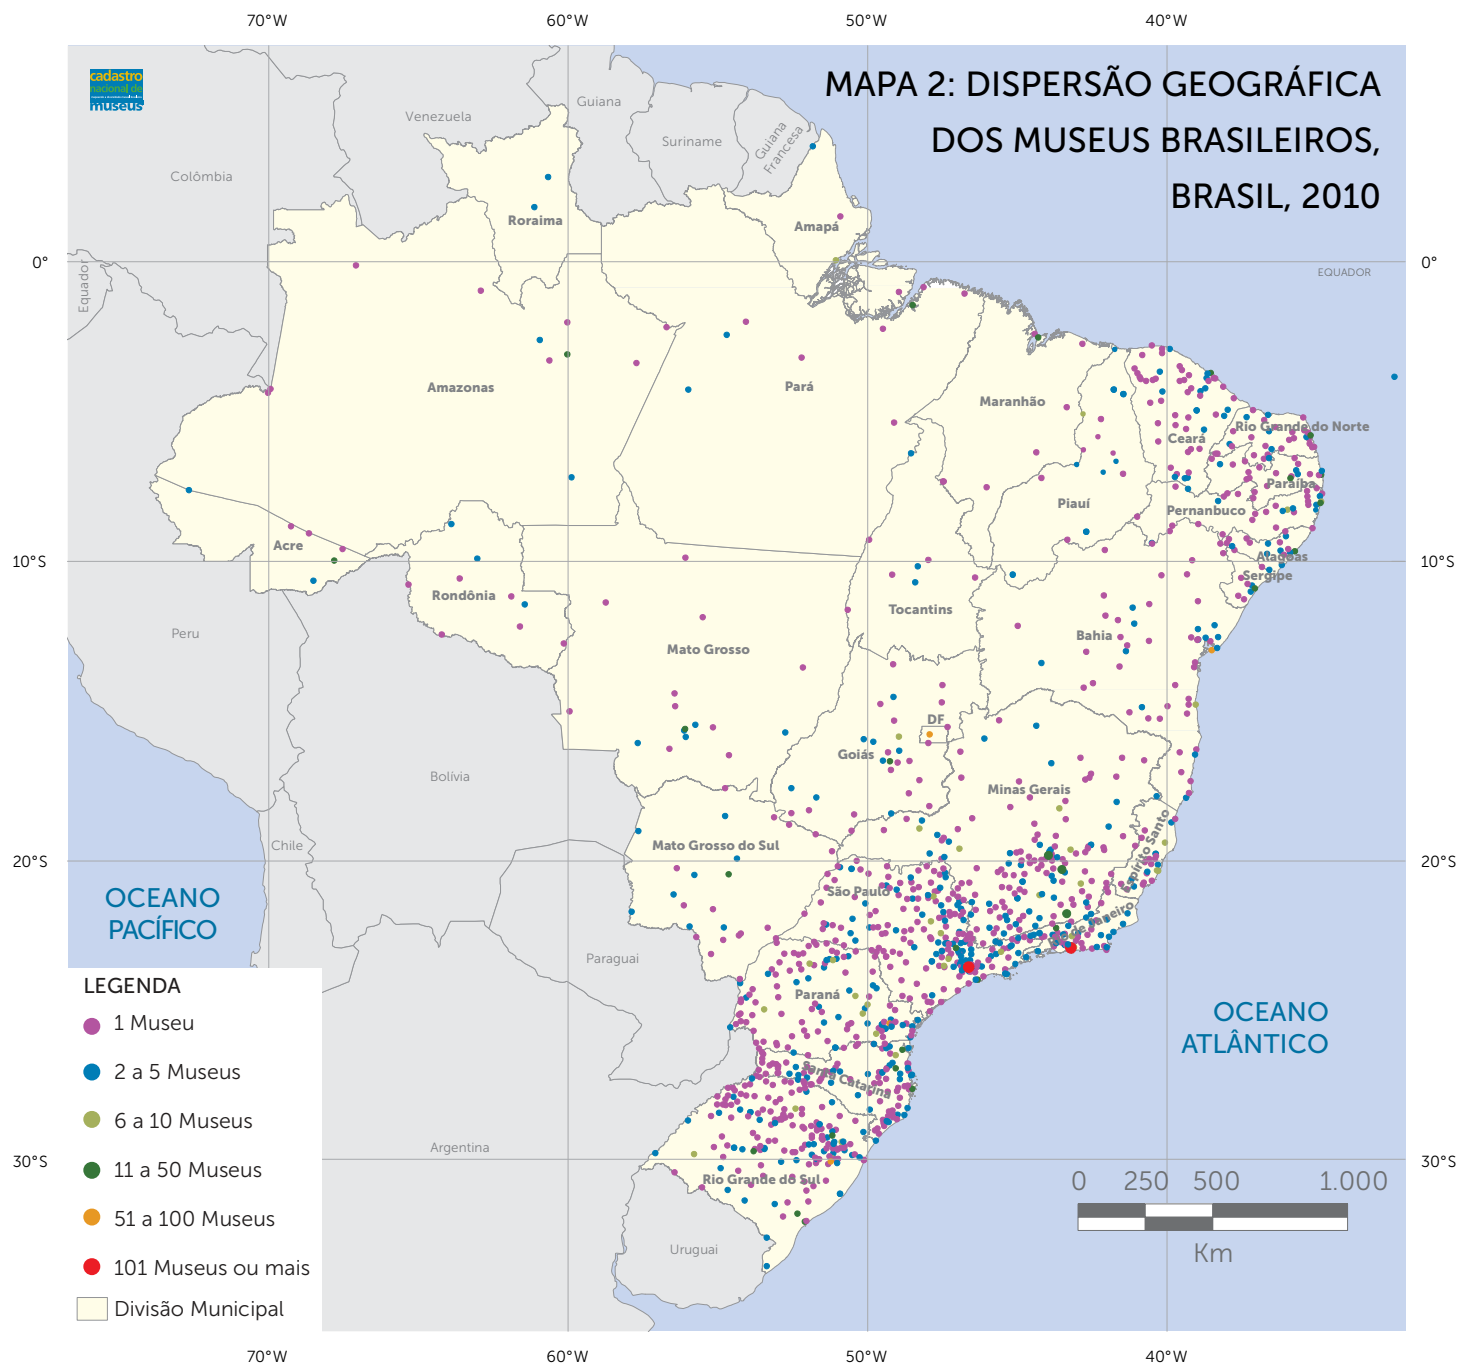 70°W
60°W
50°W
40°W
cadastro
nacional de
museus
MAPA 2: DISPERSÃO GEOGRÁFICA
DOS MUSEUS BRASILEIROS,
BRASIL, 2010
Venezuela
Guiana
Suriname
Guiana
Francesa
Colômbia
Roraima
Amapá
0°
0°
Equador
EQUADOR
Amazonas
Pará
Maranhão
Rio Grande do Norte
Ceará
Paraíba
Piauí
Pernambuco
Acre
Alagoas
10°S
10°S
Sergipe
Rondônia
Tocantins
Peru
Bahia
Mato Grosso
DF
Goiás
Bolívia
Minas Gerais
Chile
Mato Grosso do Sul
Espírito Santo
20°S
20°S
São Paulo
OCEANO
PACÍFICO
Rio de Janeiro
Paraguai
Paraná
OCEANO
ATLÂNTICO
Santa Catarina
Argentina
30°S
30°S
Rio Grande do Sul
Uruguai
LEGENDA
1 Museu
2 a 5 Museus
6 a 10 Museus
11 a 50 Museus
51 a 100 Museus
101 Museus ou mais
Divisão Municipal
0 250 500 1.000
Km
70°W
60°W
50°W
40°W